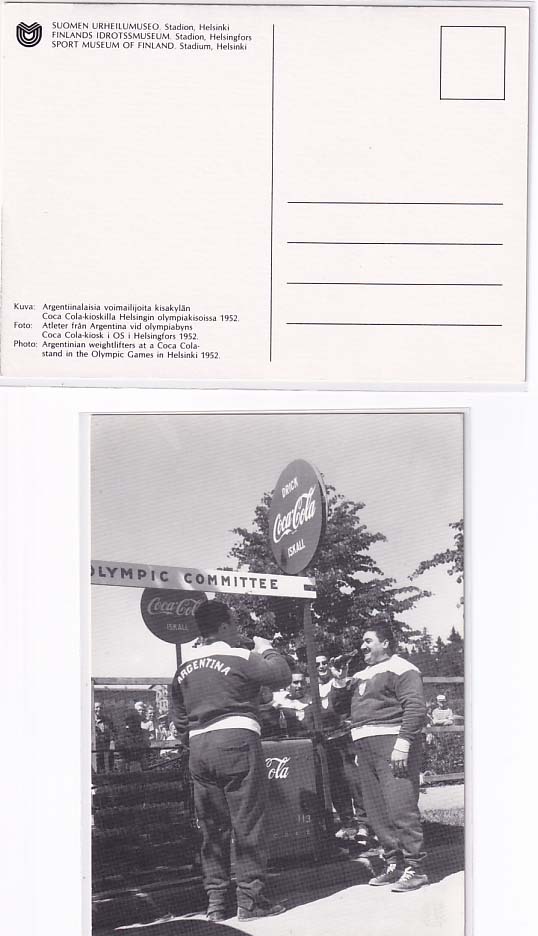 SUOMEN URHEILUMUSEO. Stadion, Helsinki
FINLANDS IDROTTSMUSEUM. Stadion, Helsingfors
SPORT MUSEUM OF FINLAND. Stadium, Helsinki
Kuva: Argentiinalaisia voimailijoita kisakylän
Coca Cola-kioskilla Helsingin olympiakisoissa 1952.
Foto: Atleter från Argentina vid olympiabyns
Coca Cola-kiosk i OS i Helsingfors 1952.
Photo: Argentinian weightlifters at a Coca Cola-
stand in the Olympic Games in Helsinki 1952.
DRICK
Coca-Cola
ISKALL
OLYMPIC COMMITTEE
Coca-Cola
ISKALL
ARGENTINA
ola